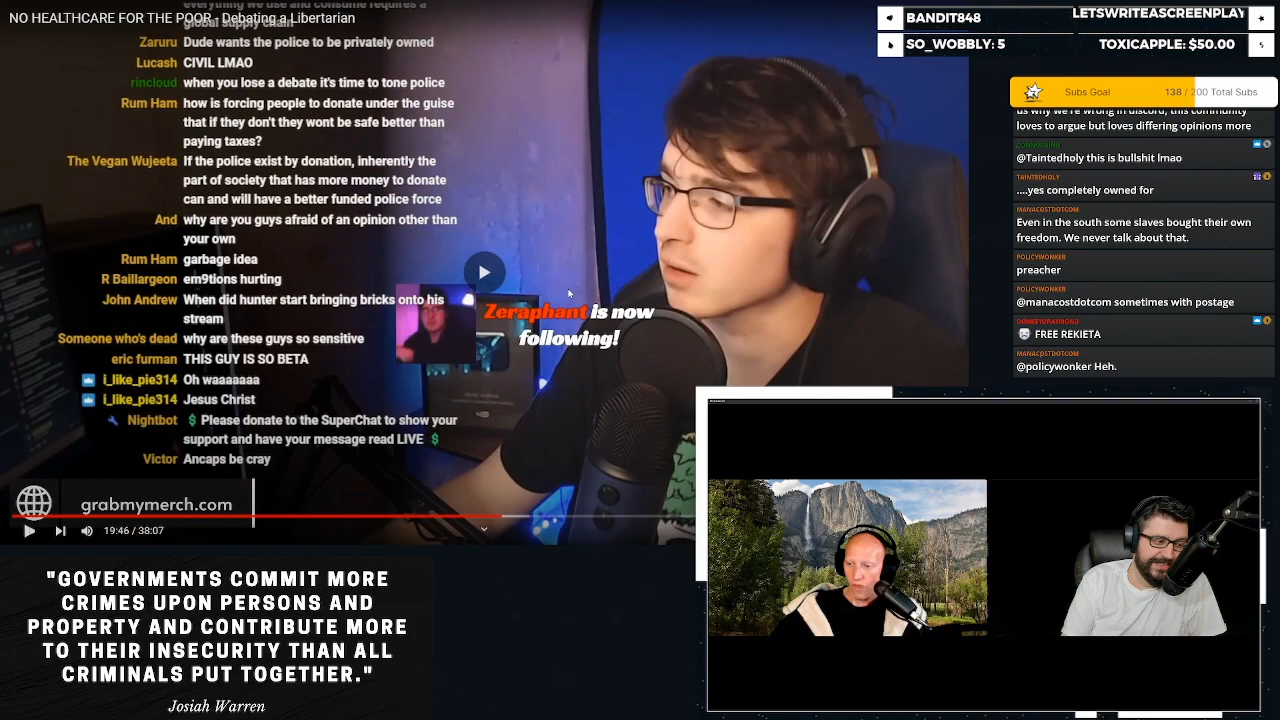 everything we use and consume requires a
NO HEALTHCARE FOR THE POOR - Debating a Libertarian
global supply chain
Zaruru Dude wants the police to be privately owned
Lucash CIVIL LMAO
rincloud when you lose a debate it's time to tone police
Rum Ham how is forcing people to donate under the guise
that if they don't they wont be safe better than
paying taxes?
The Vegan Wujeeta If the police exist by donation, inherently the
part of society that has more money to donate
can and will have a better funded police force
And why are you guys afraid of an opinion other than
your own
Rum Ham garbage idea
R Baillargeon em9tions hurting
John Andrew When did hunter start bringing bricks onto his
stream
Someone who's dead why are these guys so sensitive
eric furman THIS GUY IS SO BETA
i_like_pie314 Oh waaaaaaa
i_like_pie314 Jesus Christ
Nightbot $ Please donate to the SuperChat to show your
support and have your message read LIVE $
Victor Ancaps be cray
Zeraphant is now
following!
grabmymerch.com
19:46 / 38:07
"GOVERNMENTS COMMIT MORE
CRIMES UPON PERSONS AND
PROPERTY AND CONTRIBUTE MORE
TO THEIR INSECURITY THAN ALL
CRIMINALS PUT TOGETHER."
Josiah Warren
BANDIT848
LETSWRITEASCREENPLAY
SO_WOBBLY: 5
TOXICAPPLE: $50.00
Subs Goal 138 / 200 Total Subs
us why we're wrong in discord, this community
loves to argue but loves differing opinions more
@Taintedholy this is bullshit lmao
TAINTEDHOLY
....yes completely owned for
MANACOSTDOTCOM
Even in the south some slaves bought their own
freedom. We never talk about that.
POLICYWONKER
preacher
POLICYWONKER
@manacostdotcom sometimes with postage
DONKEYGRAYMOND
FREE REKIETA
MANACOSTDOTCOM
@policywonker Heh.